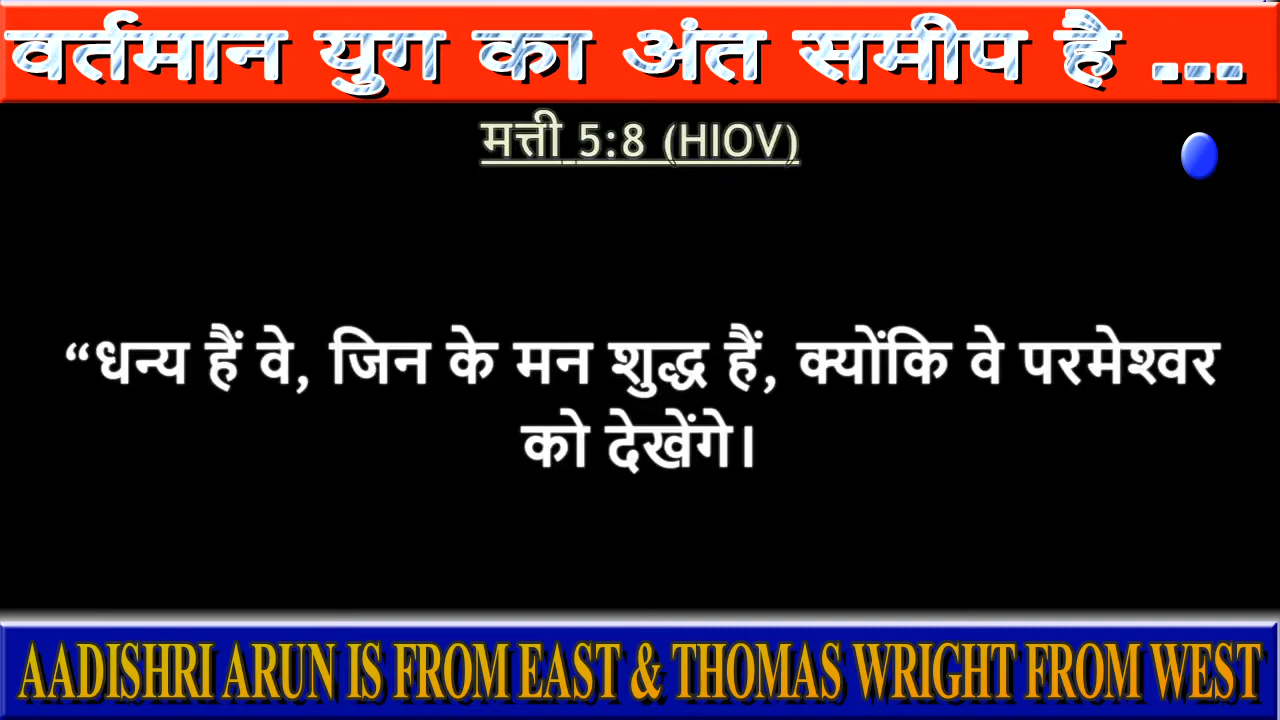 वर्तमान युग का अंत समीप है ...
मत्ती 5:8 (HIOV)
“धन्य हैं वे, जिन के मन शुद्ध हैं, क्योंकि वे परमेश्वर
को देखेंगे।
AADISHRI ARUN IS FROM EAST & THOMAS WRIGHT FROM WEST